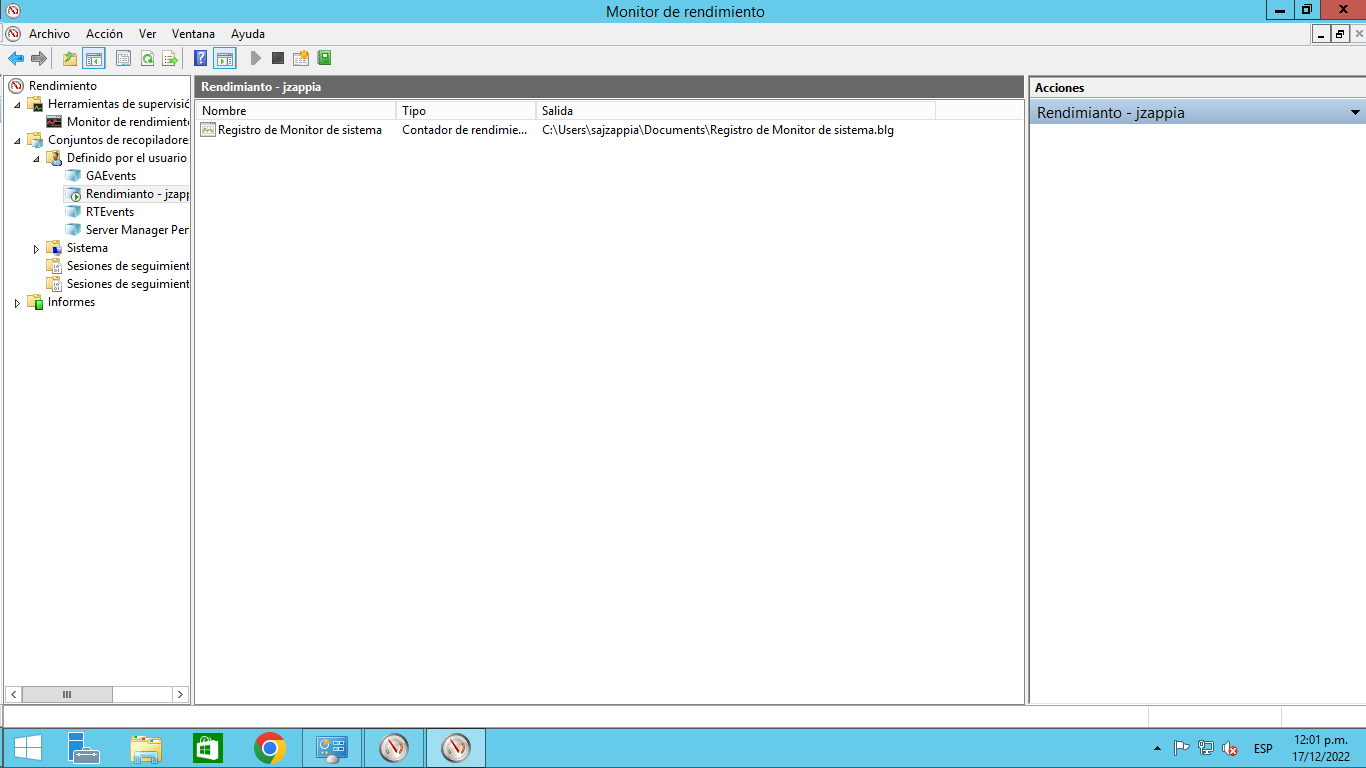 Monitor de rendimiento
Archivo Acción Ver Ventana Ayuda
Rendimiento
Herramientas de supervisió
Monitor de rendimiento
Conjuntos de recopiladore
Definido por el usuario
GAEvents
Rendimianto - jzapp
RTEvents
Server Manager Per
Sistema
Sesiones de seguimient
Sesiones de seguimient
Informes
Rendimianto - jzappia
Nombre Tipo Salida
Registro de Monitor de sistema Contador de rendimie... C:\Users\sajzappia\Documents\Registro de Monitor de sistema.blg
Acciones
Rendimianto - jzappia
ESP
12:01 p.m.
17/12/2022